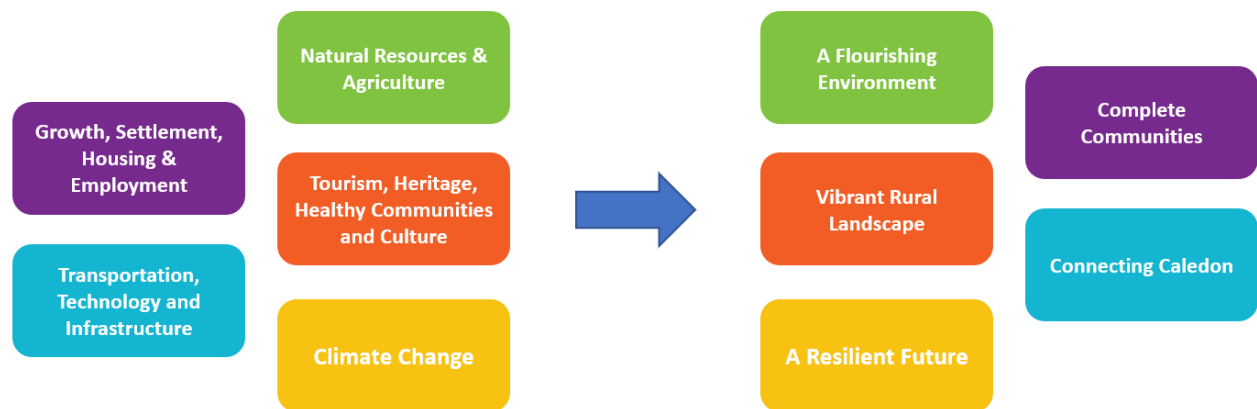 Growth, Settlement,
Housing &
Employment
Transportation,
Technology and
Infrastructure
Natural Resources &
Agriculture
Tourism, Heritage,
Healthy Communities
and Culture
Climate Change
A Flourishing
Environment
Vibrant Rural
Landscape
A Resilient Future
Complete
Communities
Connecting Caledon